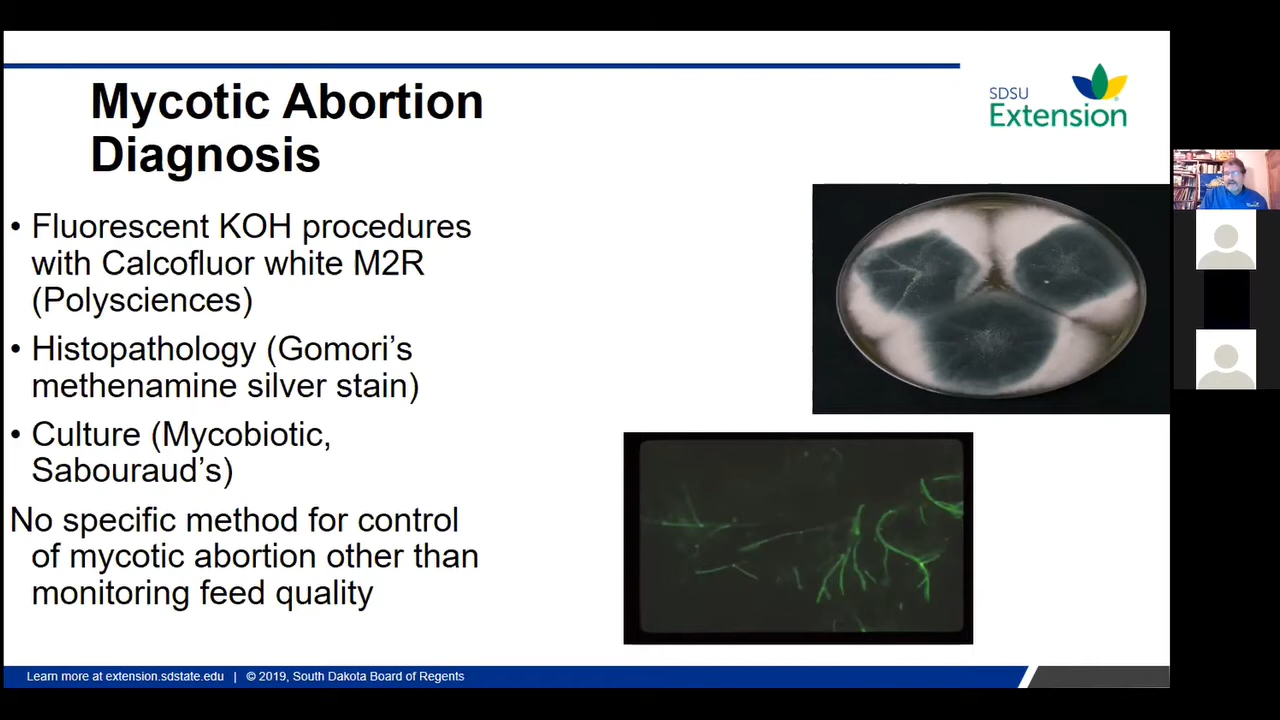 Mycotic Abortion
Diagnosis
SDSU
Extension
• Fluorescent KOH procedures
with Calcofluor white M2R
(Polysciences)
• Histopathology (Gomori’s
methenamine silver stain)
• Culture (Mycobiotic,
Sabouraud’s)
No specific method for control
of mycotic abortion other than
monitoring feed quality
Learn more at extension.sdstate.edu | © 2019, South Dakota Board of Regents